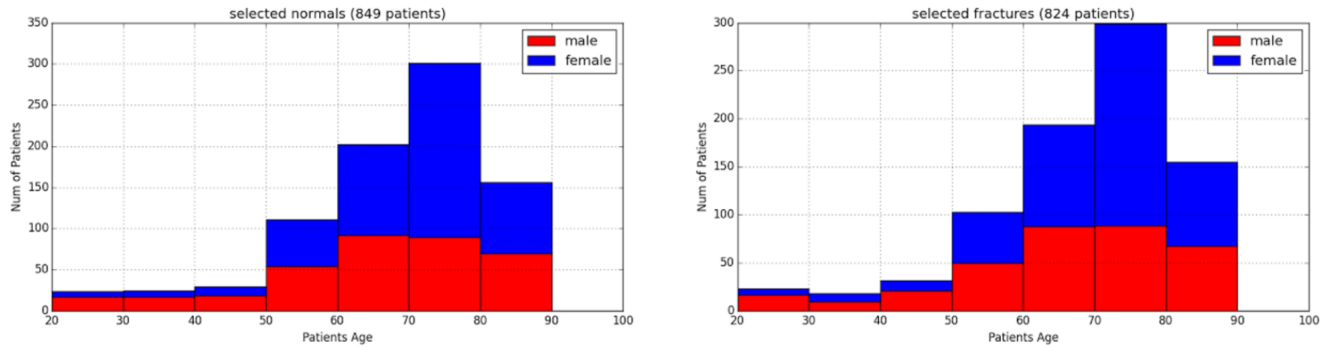 selected normals (849 patients)
350
300
250
200
150
100
50
0
20 30 40 50 60 70 80 90 100
Num of Patients
Patients Age
male
female
selected fractures (824 patients)
300
250
200
150
100
50
0
20 30 40 50 60 70 80 90 100
Num of Patients
Patients Age
male
female